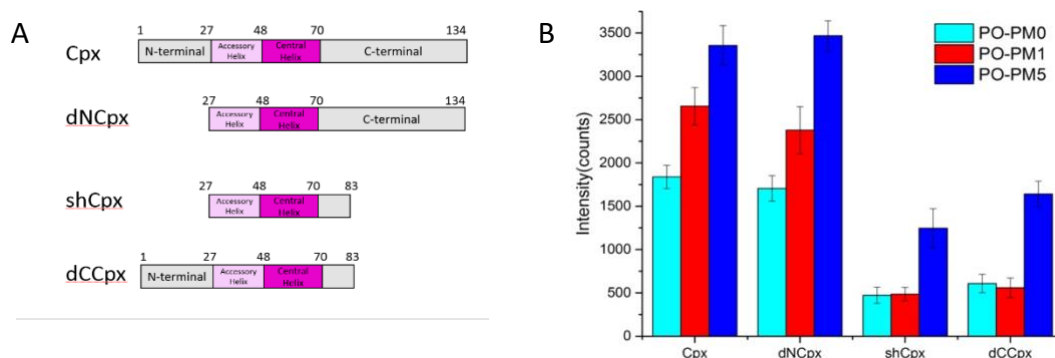 A
Cpx
1 27 48 70 134
N-terminal Accessory Helix Central Helix C-terminal
dNCpx
27 48 70 134
Accessory Helix Central Helix C-terminal
shCpx
27 48 70 83
Accessory Helix Central Helix
dCCpx
1 27 48 70 83
N-terminal Accessory Helix Central Helix
B
Intensity(counts)
3500
3000
2500
2000
1500
1000
500
0
PO-PM0
PO-PM1
PO-PM5
Cpx dNCpx shCpx dCCpx